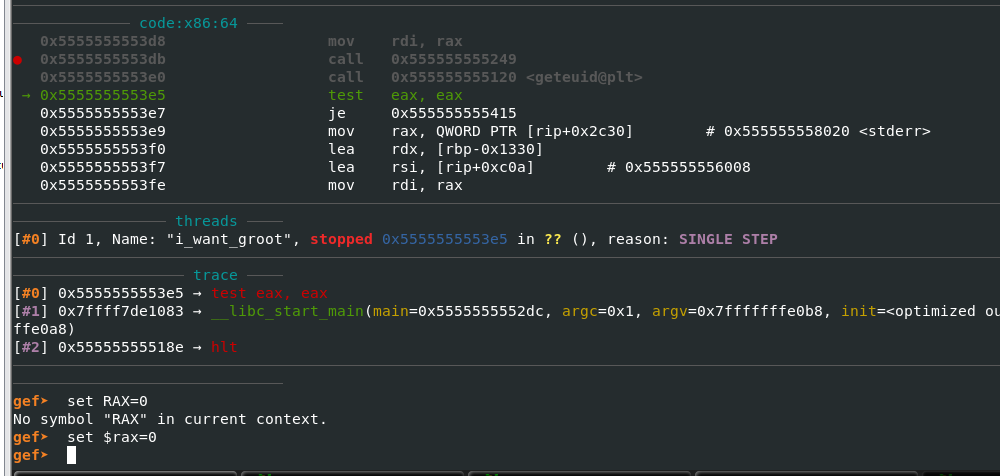 code:x86:64
0x5555555553d8 mov rdi, rax
0x5555555553db call 0x555555555249
0x5555555553e0 call 0x555555555120 <geteuid@plt>
→ 0x5555555553e5 test eax, eax
0x5555555553e7 je 0x555555555415
0x5555555553e9 mov rax, QWORD PTR [rip+0x2c30] # 0x555555558020 <stderr>
0x5555555553f0 lea rdx, [rbp-0x1330]
0x5555555553f7 lea rsi, [rip+0xc0a] # 0x555555556008
0x5555555553fe mov rdi, rax
threads
[#0] Id 1, Name: "i_want_groot", stopped 0x5555555553e5 in ?? (), reason: SINGLE STEP
trace
[#0] 0x5555555553e5 → test eax, eax
[#1] 0x7ffff7de1083 → __libc_start_main(main=0x5555555552dc, argc=0x1, argv=0x7fffffffe0b8, init=<optimized ou
ffe0a8)
[#2] 0x55555555518e → hlt
gef➤ set RAX=0
No symbol "RAX" in current context.
gef➤ set $rax=0
gef➤